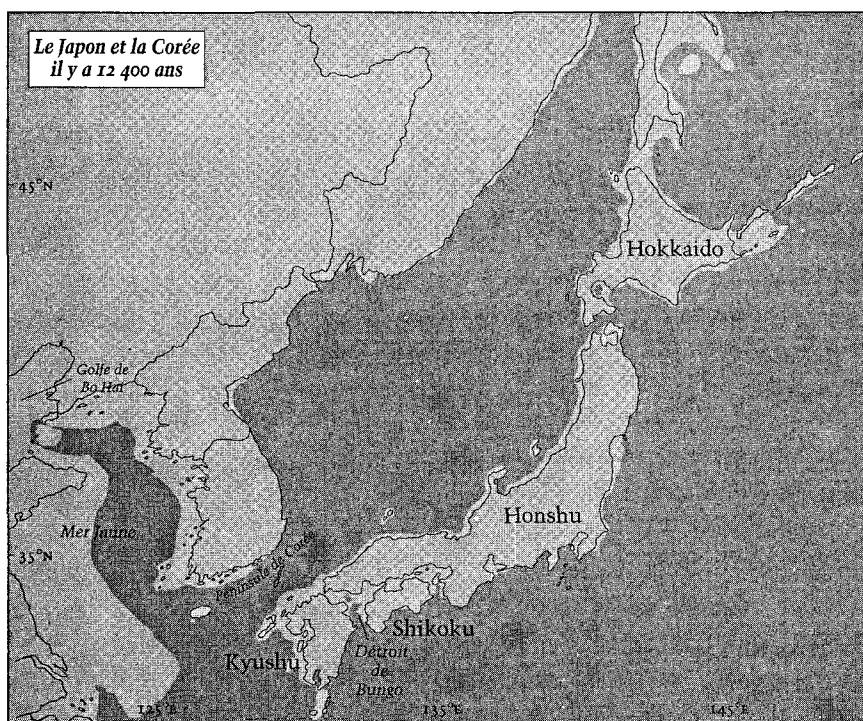 Le Japon et la Corée
il y a 12 400 ans
45°N
Hokkaido
Golfe de
Bo Haï
Honshu
Mer Jaune
35°N
Péninsule de Corée
Shikoku
Kyushu
Détroit
de
Bungo
125°E
135°E
145°E